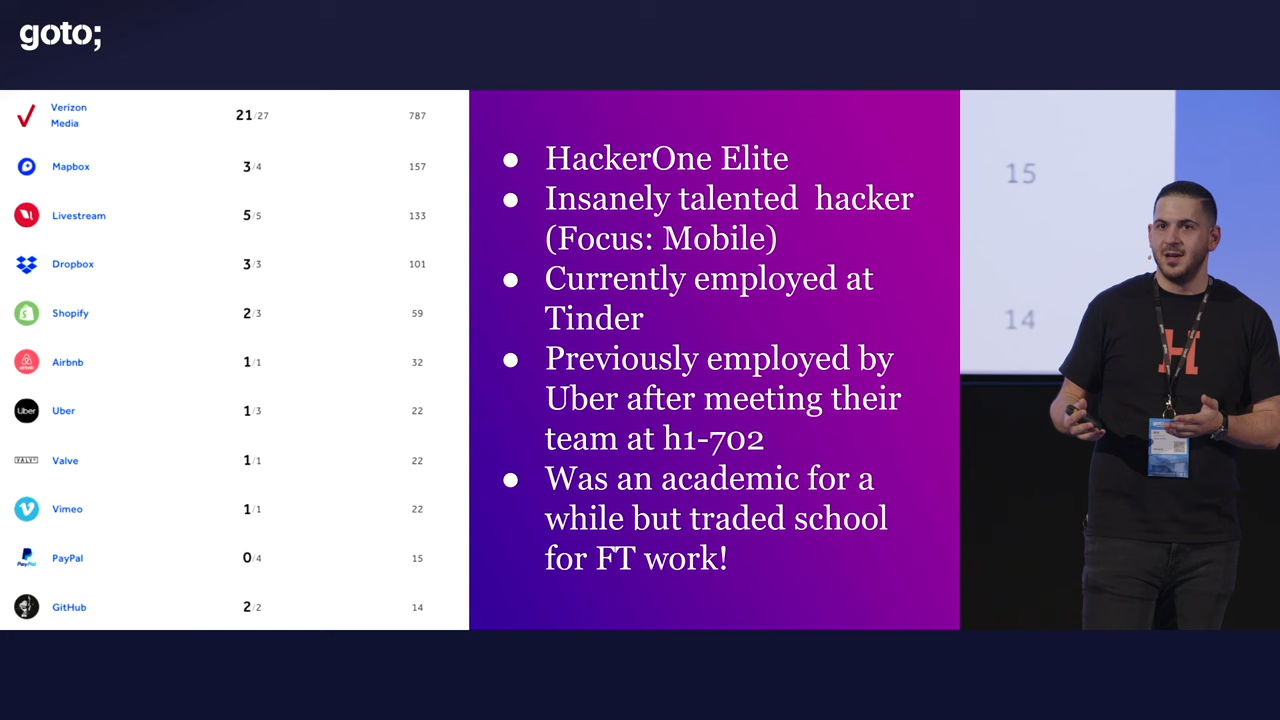 goto;
Verizon
Media
21/27
787
Mapbox
3/4
157
Livestream
5/5
133
Dropbox
3/3
101
Shopify
2/3
59
Airbnb
1/1
32
Uber
Uber
1/3
22
VALVE
Valve
1/1
22
Vimeo
1/1
22
PayPal
PayPal
0/4
15
GitHub
2/2
14
● HackerOne Elite
● Insanely talented hacker
(Focus: Mobile)
● Currently employed at
Tinder
● Previously employed by
Uber after meeting their
team at h1-702
● Was an academic for a
while but traded school
for FT work!
15
14
H